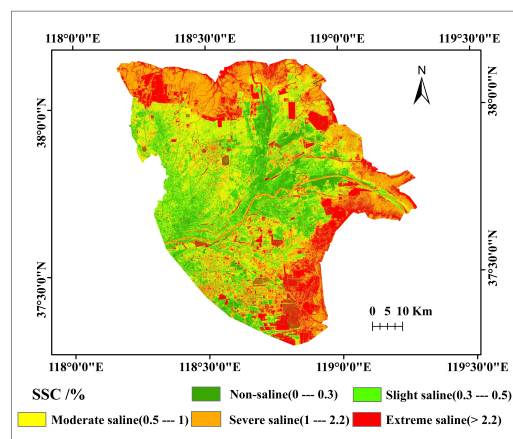 118°0'0"E 118°30'0"E 119°0'0"E 119°30'0"E
N
38°0'0"N 38°0'0"N
37°30'0"N 37°30'0"N
0 5 10 Km
118°0'0"E 118°30'0"E 119°0'0"E 119°30'0"E
SSC /% Non-saline(0 --- 0.3) Slight saline(0.3 --- 0.5)
Moderate saline(0.5 --- 1) Severe saline(1 --- 2.2) Extreme saline(> 2.2)